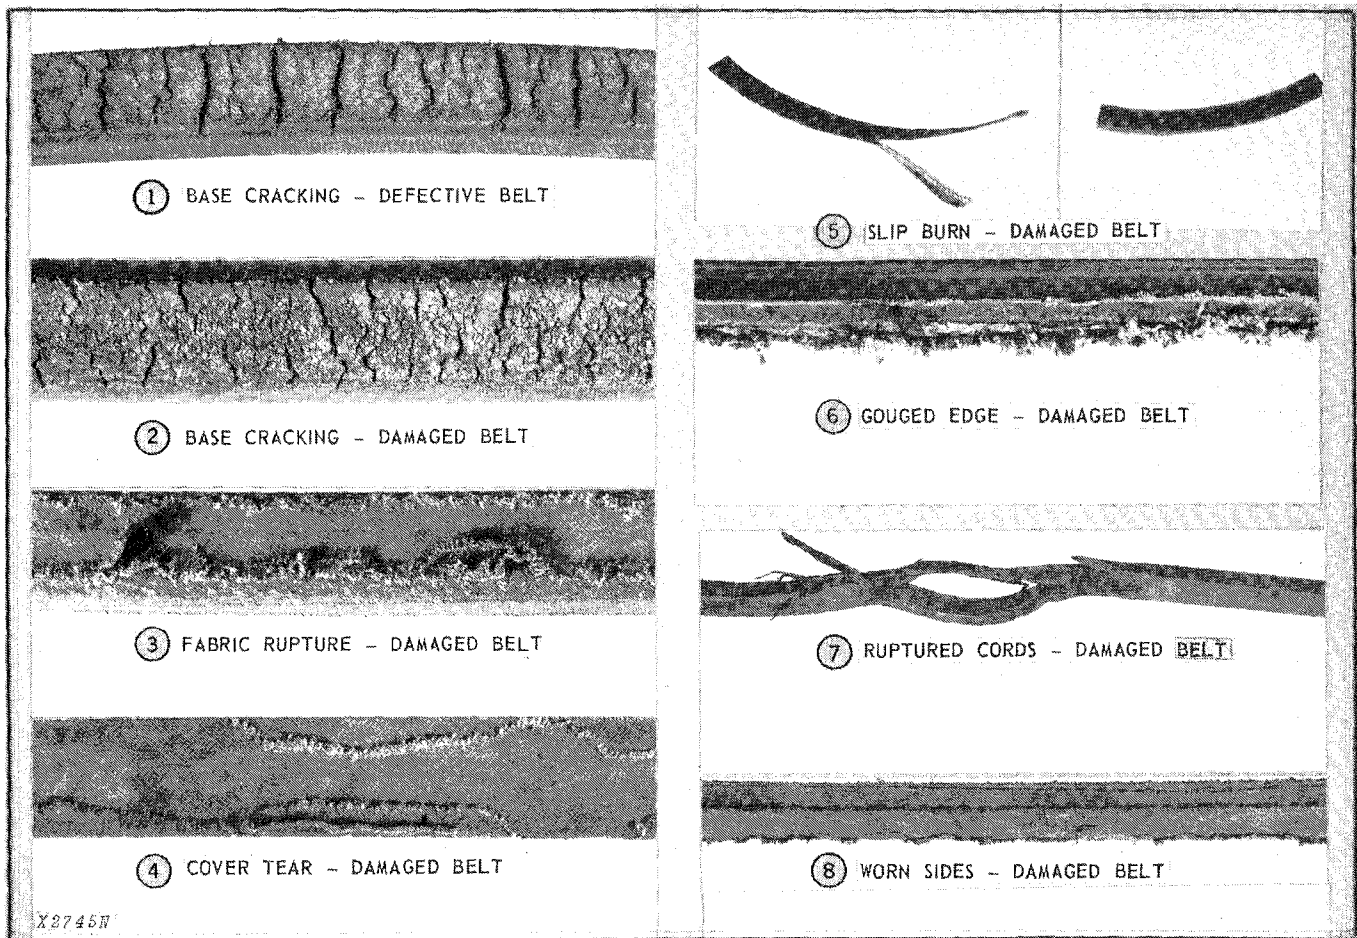 1 BASE CRACKING – DEFECTIVE BELT
2 BASE CRACKING – DAMAGED BELT
3 FABRIC RUPTURE – DAMAGED BELT
4 COVER TEAR – DAMAGED BELT
X2745N
5 SLIP BURN – DAMAGED BELT
6 GOUGED EDGE – DAMAGED BELT
7 RUPTURED CORDS – DAMAGED BELT
8 WORN SIDES – DAMAGED BELT